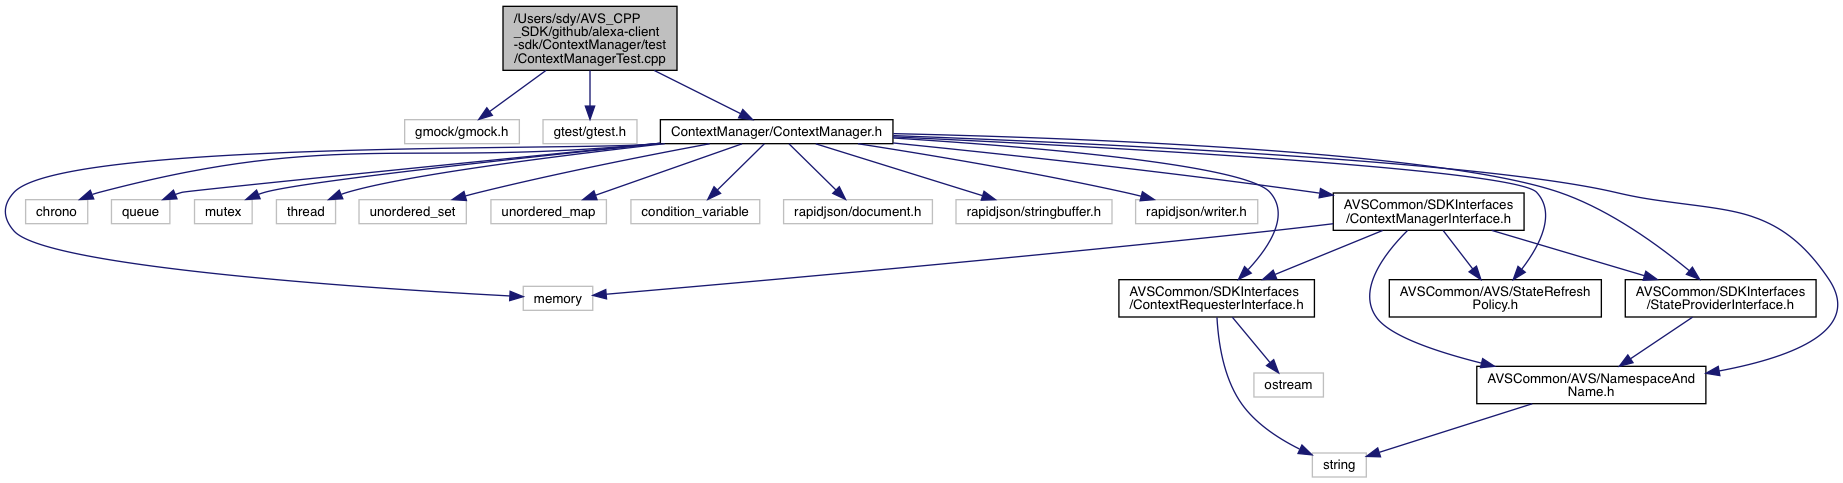 /Users/sdy/AVS_CPP
_SDK/github/alexa-client
-sdk/ContextManager/test
/ContextManagerTest.cpp
gmock/gmock.h
gtest/gtest.h
ContextManager/ContextManager.h
chrono
queue
mutex
thread
unordered_set
unordered_map
condition_variable
rapidjson/document.h
rapidjson/stringbuffer.h
rapidjson/writer.h
AVSCommon/SDKInterfaces
/ContextManagerInterface.h
memory
AVSCommon/SDKInterfaces
/ContextRequesterInterface.h
AVSCommon/AVS/StateRefresh
Policy.h
AVSCommon/SDKInterfaces
/StateProviderInterface.h
ostream
AVSCommon/AVS/NamespaceAnd
Name.h
string